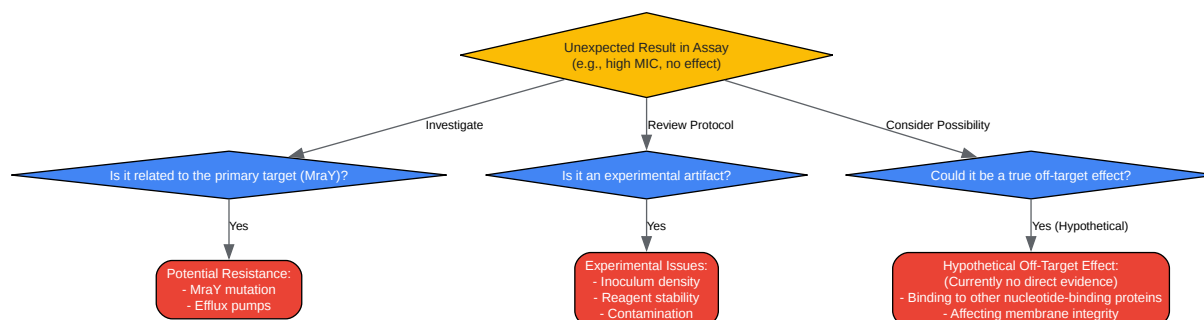 Unexpected Result in Assay
(e.g., high MIC, no effect)
Investigate
Review Protocol
Consider Possibility
Is it related to the primary target (MraY)?
Is it an experimental artifact?
Could it be a true off-target effect?
Yes
Yes
Yes (Hypothetical)
Potential Resistance:
- MraY mutation
- Efflux pumps
Experimental Issues:
- Inoculum density
- Reagent stability
- Contamination
Hypothetical Off-Target Effect:
(Currently no direct evidence)
- Binding to other nucleotide-binding proteins
- Affecting membrane integrity